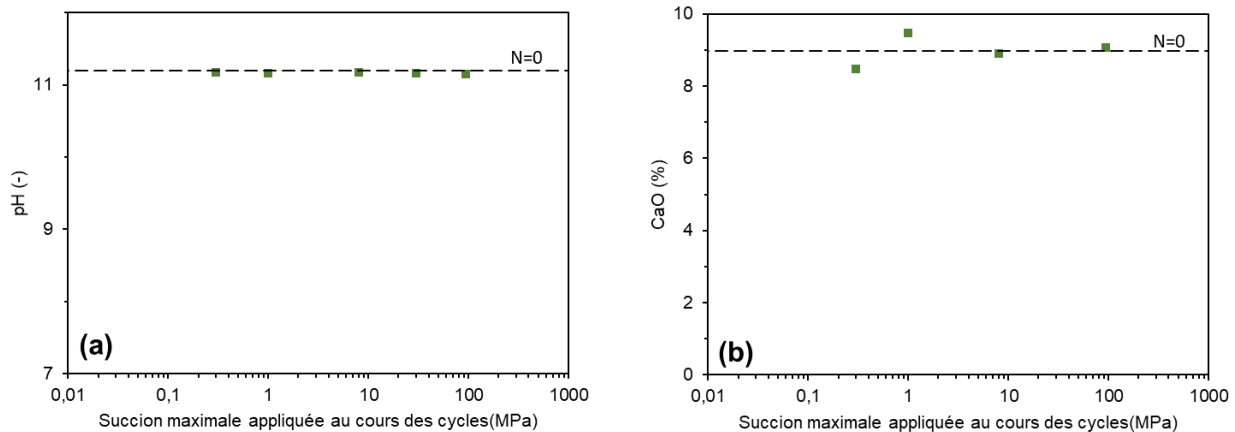 N=0
11
9
7
pH (-)
(a)
0,01
0,1
1
10
100
1000
Succion maximale appliquée au cours des cycles(MPa)
10
8
6
4
2
0
CaO (%)
N=0
(b)
0,01
0,1
1
10
100
1000
Succion maximale appliquée au cours des cycles(MPa)